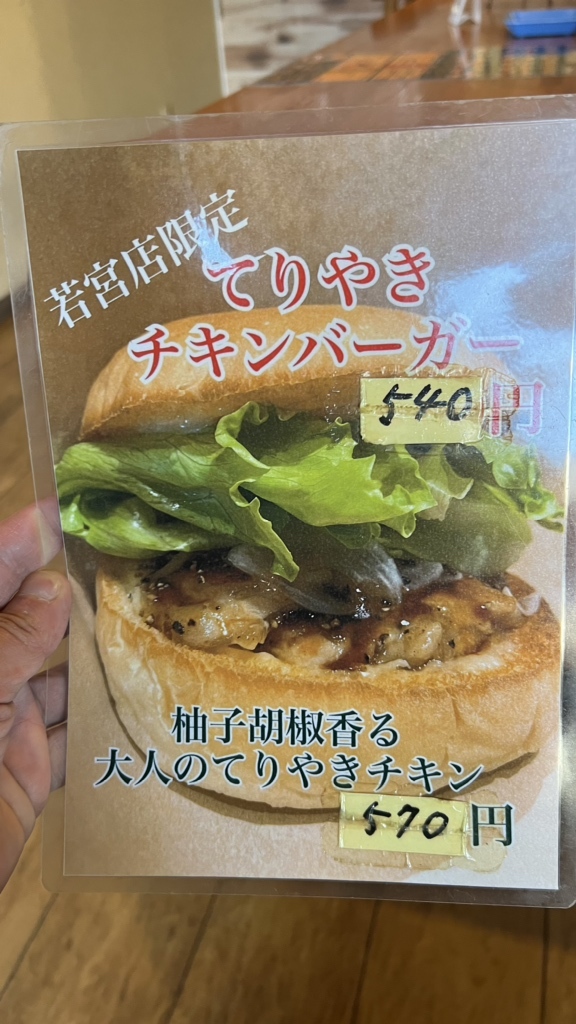 若宮店限定
てりやき
チキンバーガー
540円
柚子胡椒香る
大人のてりやきチキン
570円